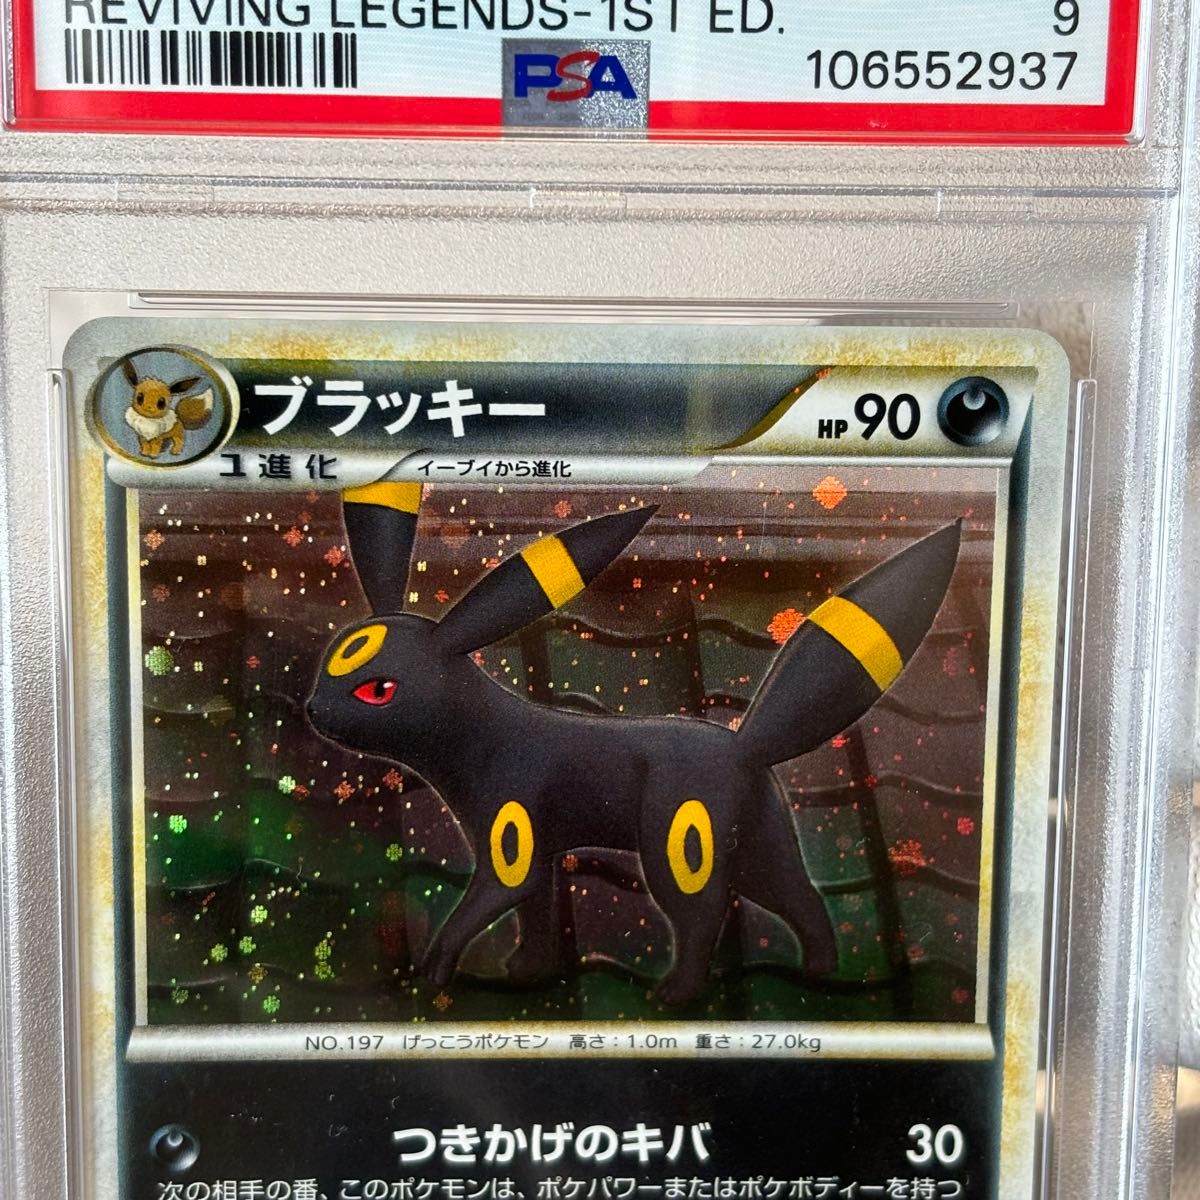 REVIVING LEGENDS-1ST ED. 9
PSA 106552937
ブラッキー HP 90
1進化 イーブイから進化
NO.197 げっこうポケモン 高さ：1.0m 重さ：27.0kg
つきかげのキバ 30
次の相手の番、このポケモンは、ポケパワーまたはポケボディーを持つ